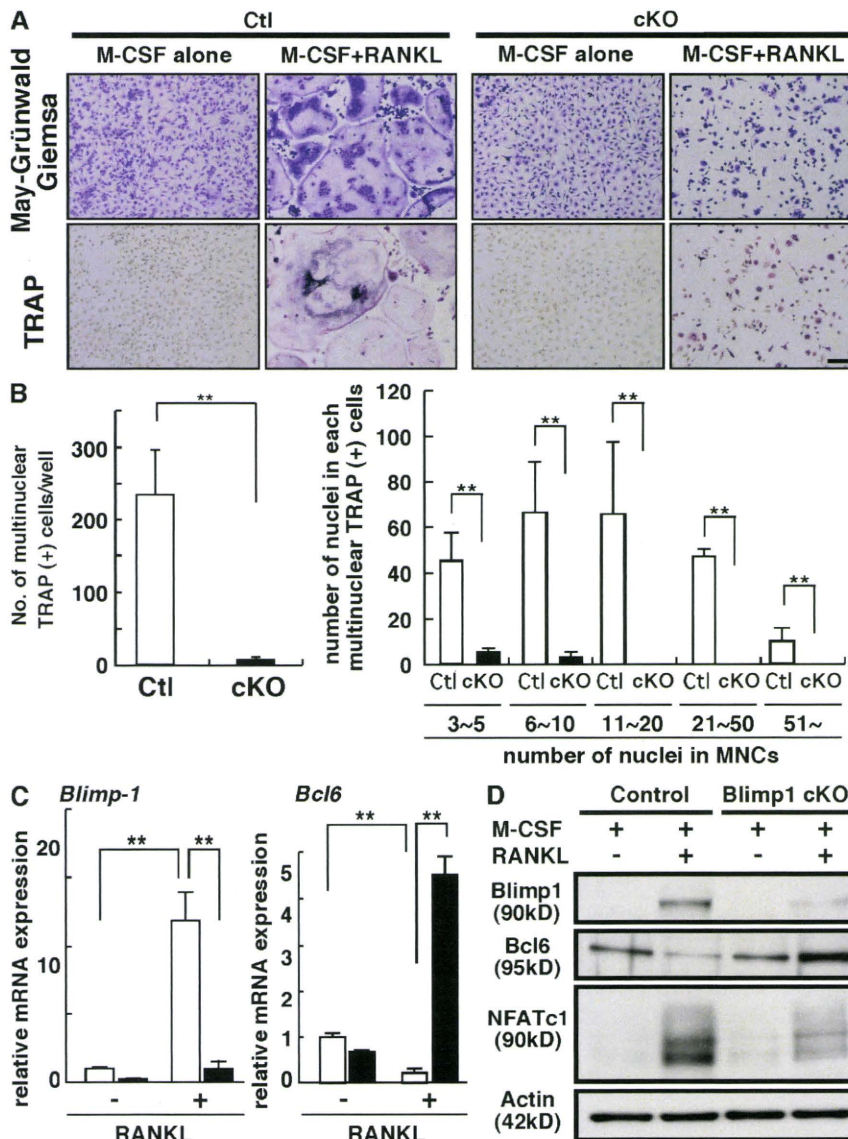 A
Ctl cKO
M-CSF alone M-CSF+RANKL M-CSF alone M-CSF+RANKL
May-Grünwald
Giemsa
TRAP
B
No. of multinuclear
TRAP (+) cells/well
300
200
100
0
**
Ctl cKO
number of nuclei in each
multinuclear TRAP (+) cells
120
100
80
60
40
20
0
** ** ** ** **
Ctl cKO Ctl cKO Ctl cKO Ctl cKO Ctl cKO
3~5 6~10 11~20 21~50 51~
number of nuclei in MNCs
C
Blimp-1
relative mRNA expression
20
10
0
** **
- +
RANKL
Bcl6
relative mRNA expression
5
4
3
2
1
0
** **
- +
RANKL
D
Control Blimp1 cKO
M-CSF + + + +
RANKL - + - +
Blimp1
(90kD)
Bcl6
(95kD)
NFATc1
(90kD)
Actin
(42kD)